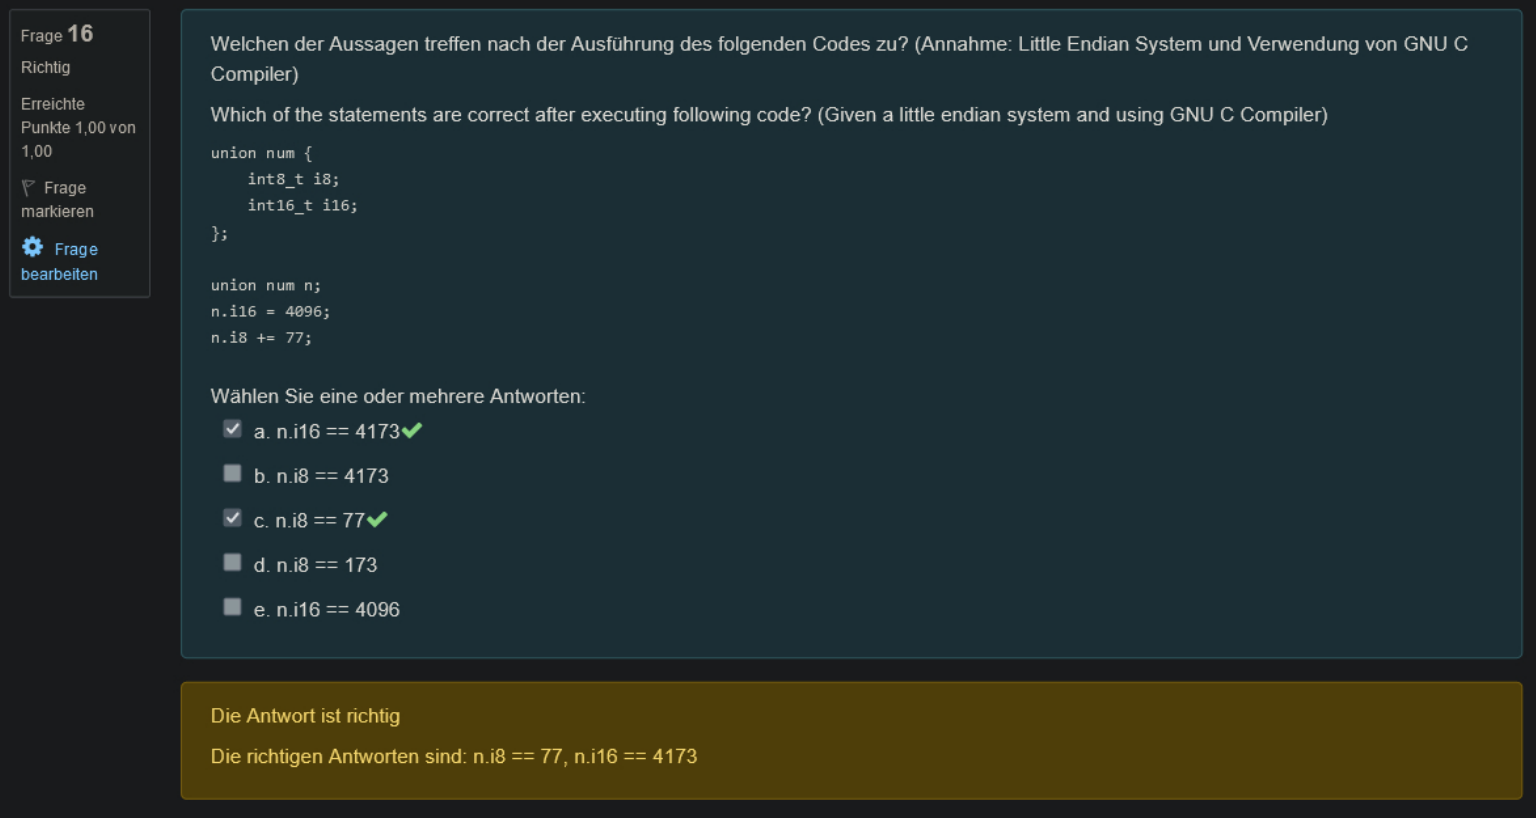 Frage 16
Richtig
Erreichte
Punkte 1,00 von
1,00
Frage
markieren
Frage
bearbeiten
Welchen der Aussagen treffen nach der Ausführung des folgenden Codes zu? (Annahme: Little Endian System und Verwendung von GNU C
Compiler)
Which of the statements are correct after executing following code? (Given a little endian system and using GNU C Compiler)
union num {
    int8_t i8;
    int16_t i16;
};
union num n;
n.i16 = 4096;
n.i8 += 77;
Wählen Sie eine oder mehrere Antworten:
a. n.i16 == 4173
b. n.i8 == 4173
c. n.i8 == 77
d. n.i8 == 173
e. n.i16 == 4096
Die Antwort ist richtig
Die richtigen Antworten sind: n.i8 == 77, n.i16 == 4173